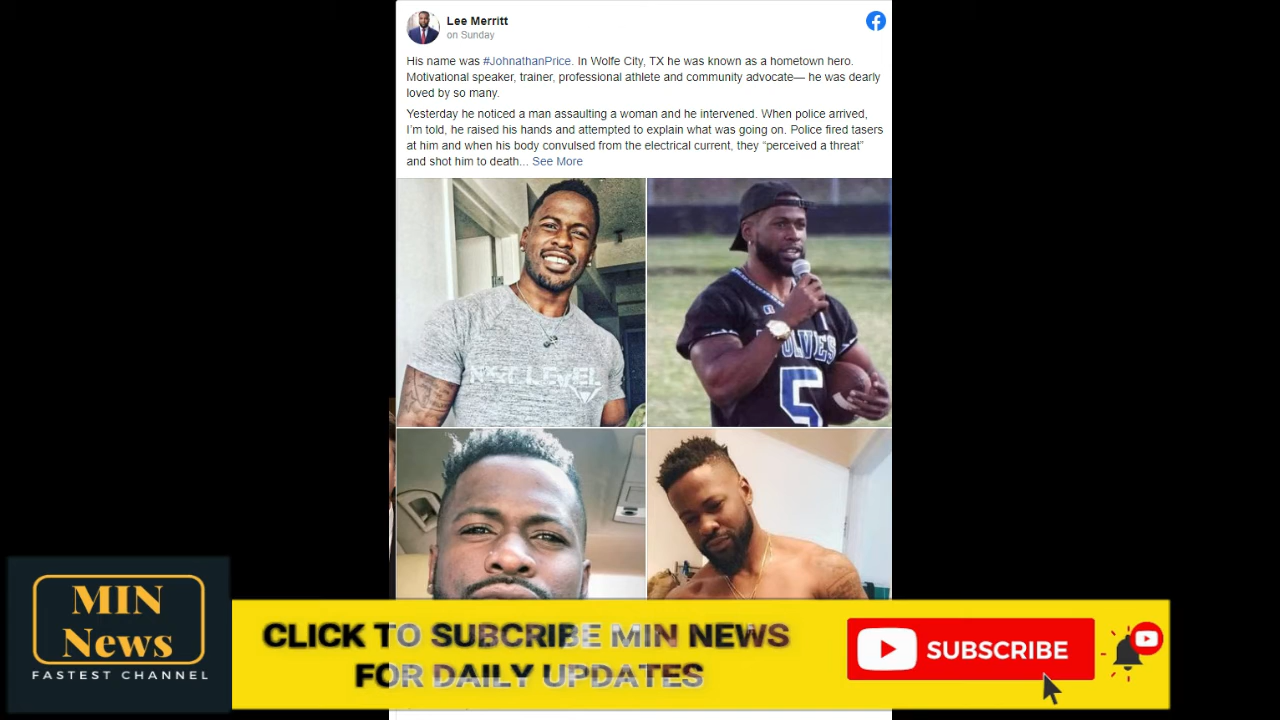 Lee Merritt
on Sunday
His name was #JohnathanPrice. In Wolfe City, TX he was known as a hometown hero.
Motivational speaker, trainer, professional athlete and community advocate— he was dearly
loved by so many.
Yesterday he noticed a man assaulting a woman and he intervened. When police arrived,
I'm told, he raised his hands and attempted to explain what was going on. Police fired tasers
at him and when his body convulsed from the electrical current, they “perceived a threat”
and shot him to death... See More
NEXT LEVEL
WOLVES
5
MIN
News
FASTEST CHANNEL
CLICK TO SUBCRIBE MIN NEWS
FOR DAILY UPDATES
SUBSCRIBE